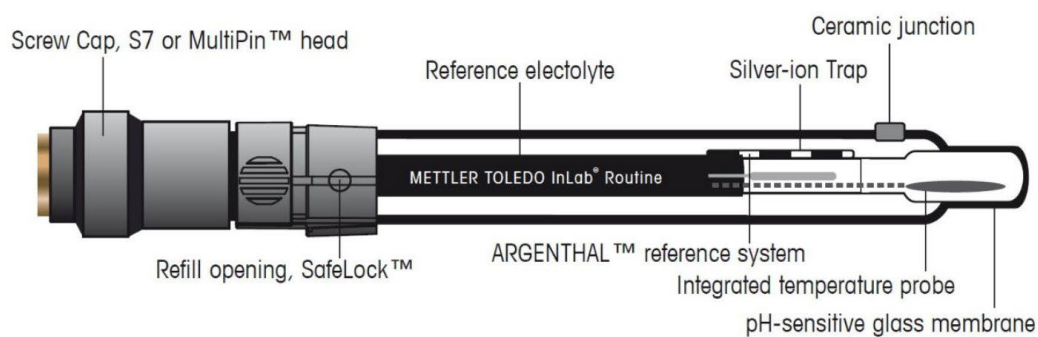 Ceramic junction
Screw Cap, S7 or MultiPin™ head
Reference electolyte
Silver-ion Trap
METTLER TOLEDO InLab® Routine
ARGENTHAL™ reference system
Refill opening, SafeLock™
Integrated temperature probe
pH-sensitive glass membrane